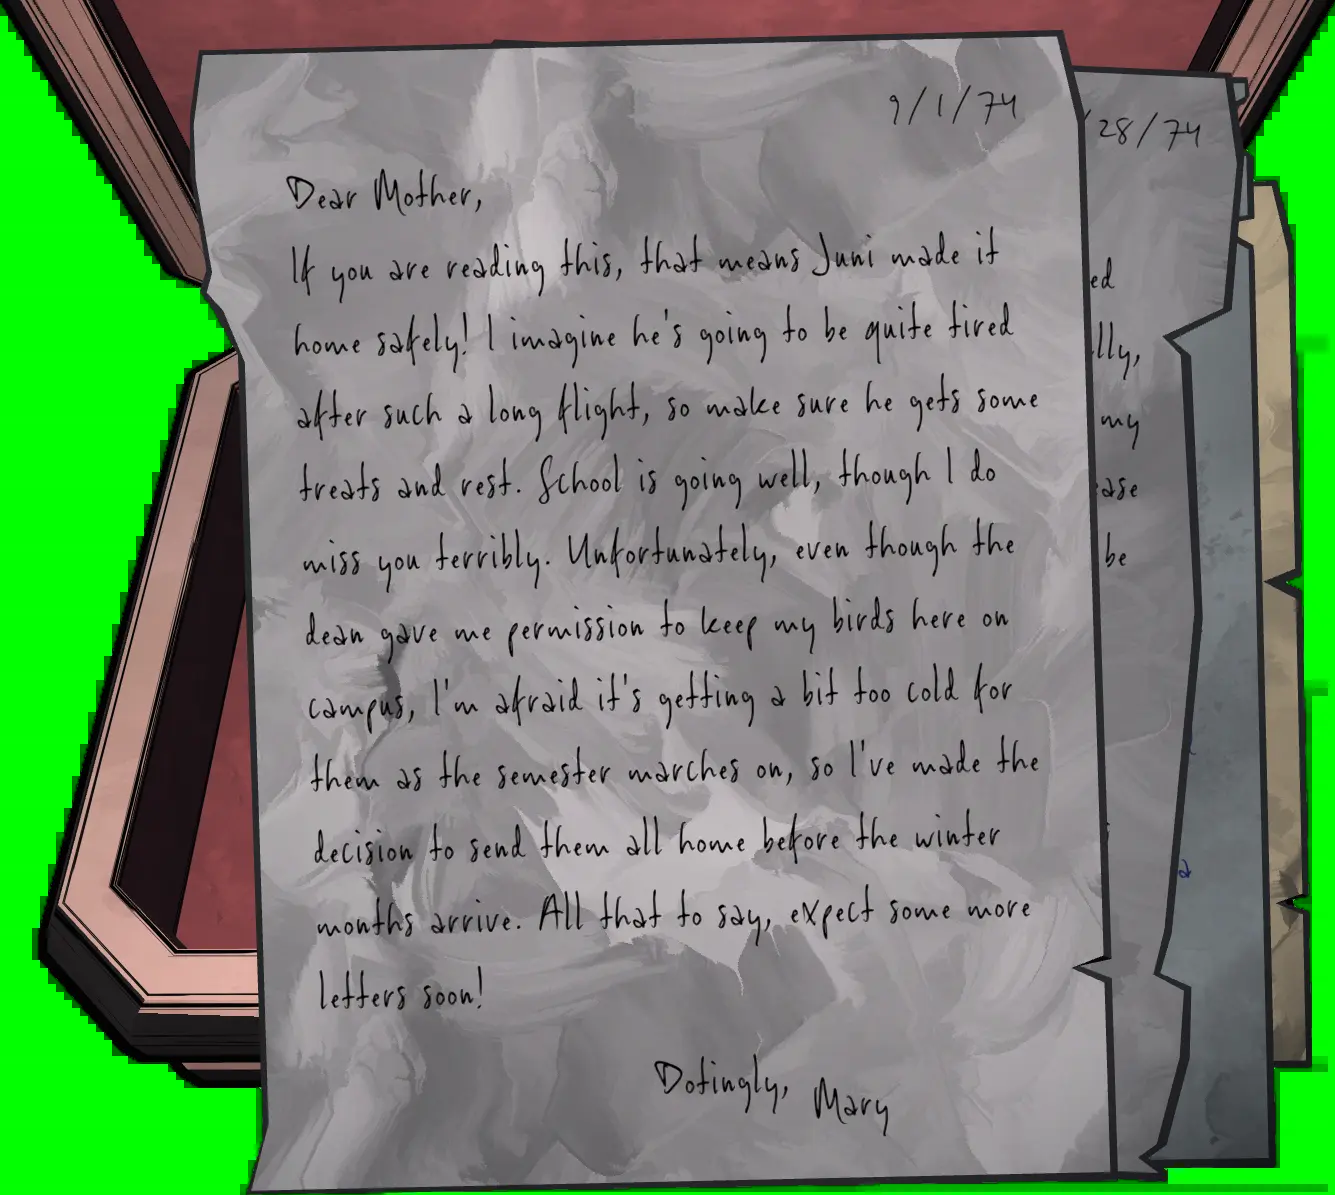 9/1/74
Dear Mother,
If you are reading this, that means Juni made it
home safely! I imagine he's going to be quite tired
after such a long flight, so make sure he gets some
treats and rest. School is going well, though I do
miss you terribly. Unfortunately, even though the
dean gave me permission to keep my birds here on
campus, I'm afraid it's getting a bit too cold for
them as the semester marches on, so I've made the
decision to send them all home before the winter
months arrive. All that to say, expect some more
letters soon!
Dotingly, Mary
/28/74
ed
lly,
my
ase
be
a